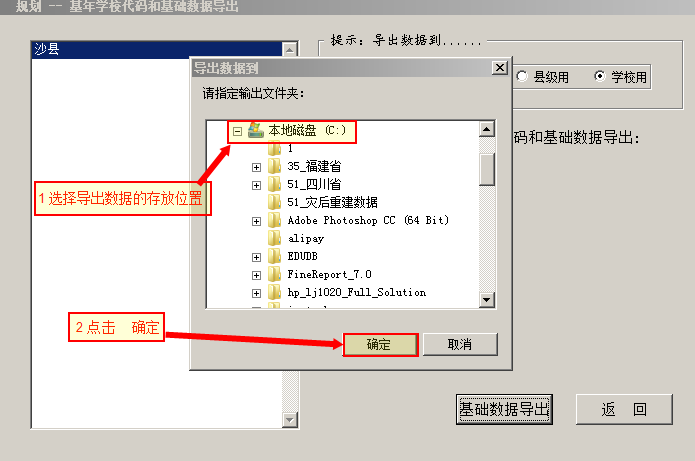 规划 -- 基年学校代码和基础数据导出
沙县
提示：导出数据到......
县级用
学校用
码和基础数据导出：
导出数据到
请指定输出文件夹：
本地磁盘 (C:)
1
35_福建省
51_四川省
51_灾后重建数据
Adobe Photoshop CC (64 Bit)
alipay
EDUDB
FineReport_7.0
hp_lj1020_Full_Solution
1选择导出数据的存放位置
2点击 确定
确定
取消
基础数据导出
返 回